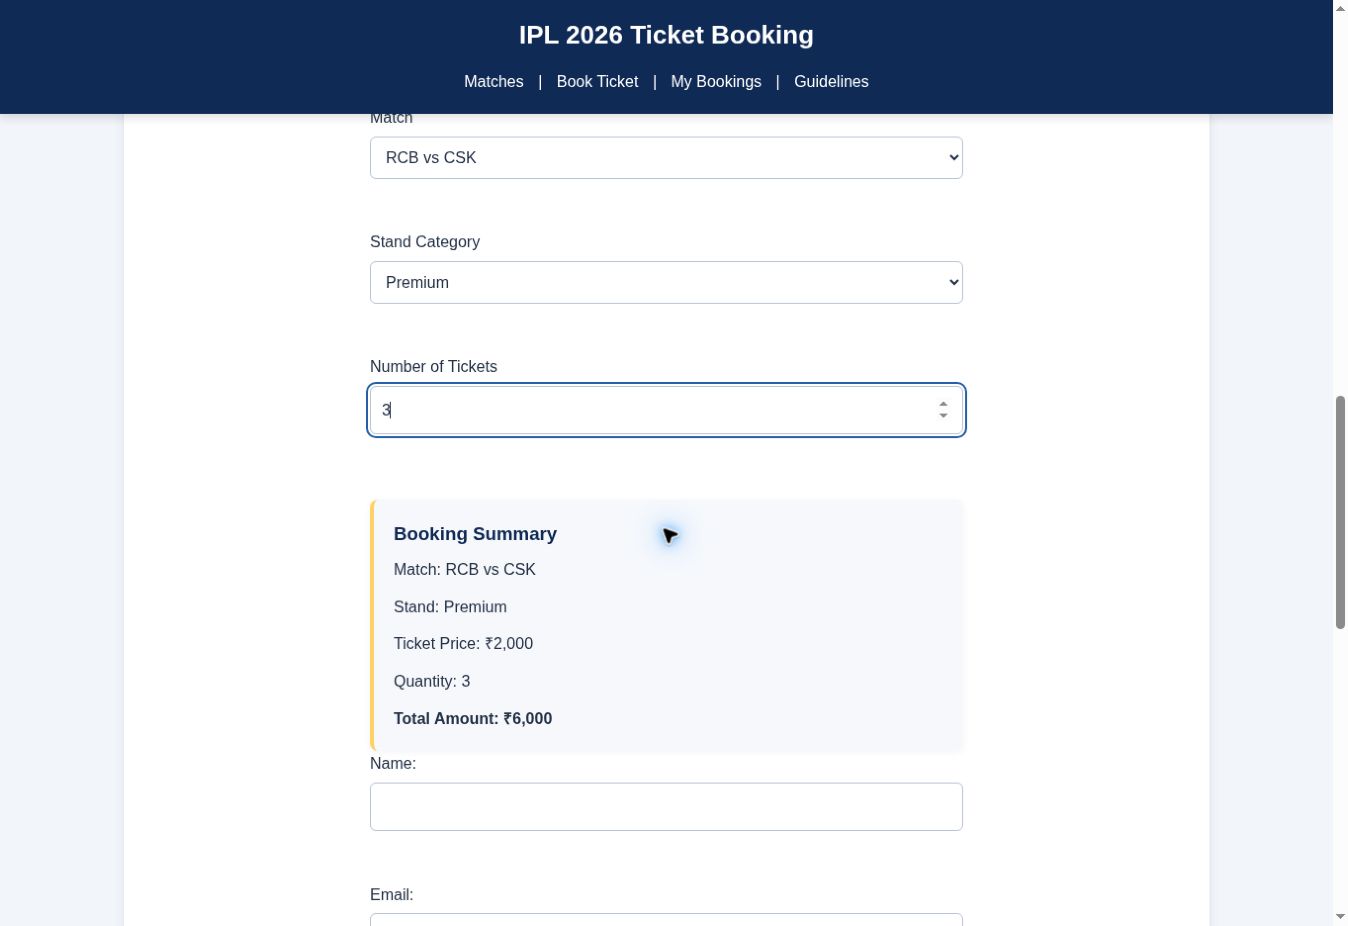 IPL 2026 Ticket Booking
Matches | Book Ticket | My Bookings | Guidelines
Match
RCB vs CSK
Stand Category
Premium
Number of Tickets
3
Booking Summary
Match: RCB vs CSK
Stand: Premium
Ticket Price: ₹2,000
Quantity: 3
Total Amount: ₹6,000
Name:
Email: